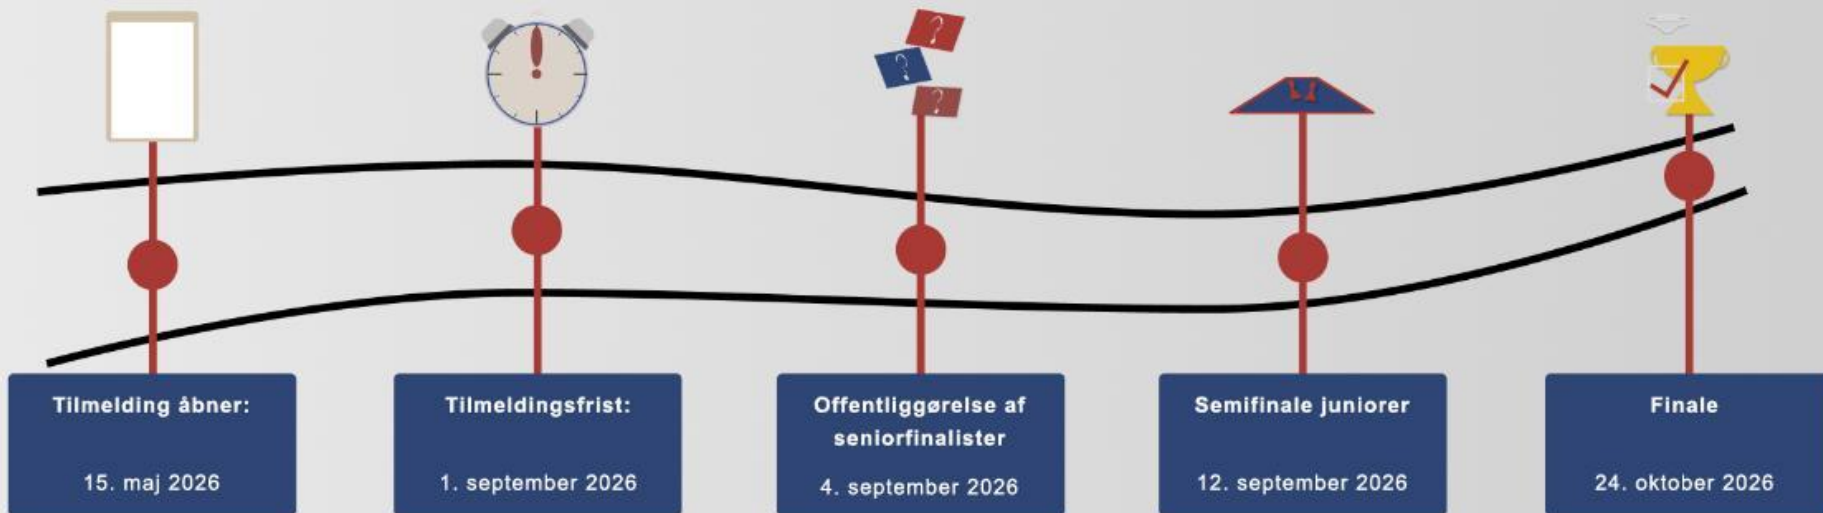 Tilmelding åbner:
15. maj 2026
Tilmeldingsfrist:
1. september 2026
Offentliggørelse af
seniorfinalister
4. september 2026
Semifinale juniorer
12. september 2026
Finale
24. oktober 2026